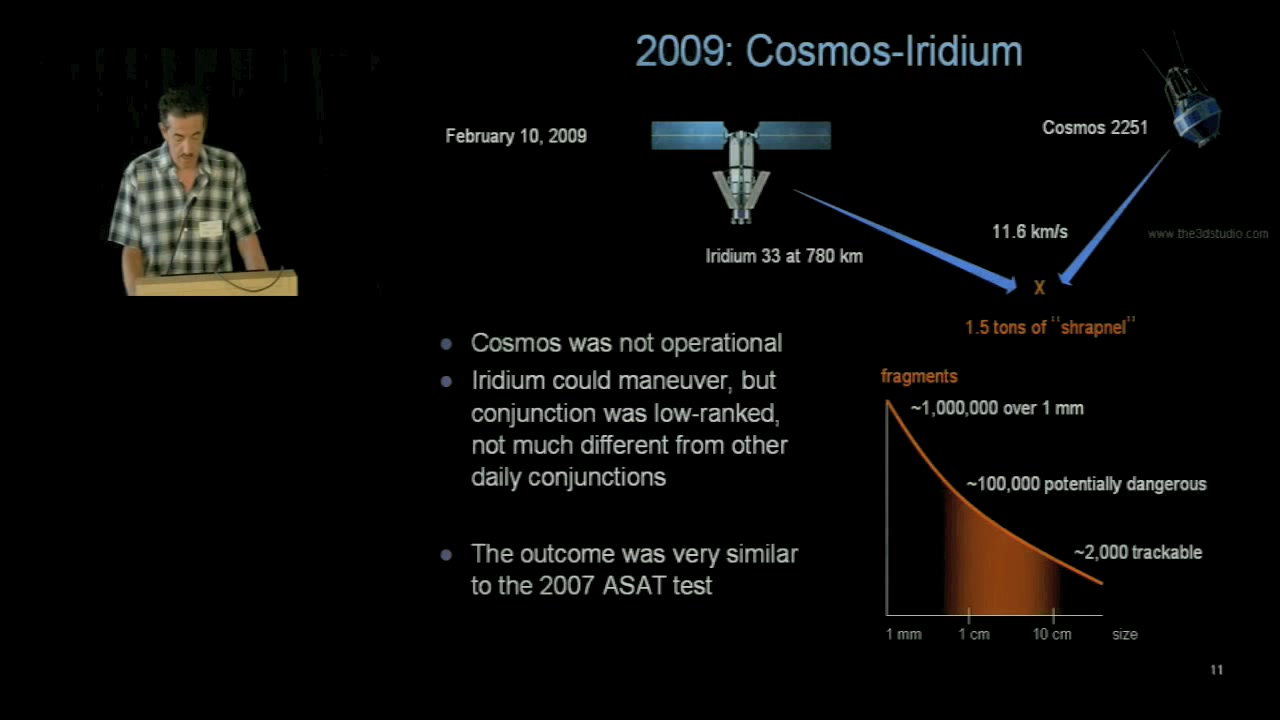 2009: Cosmos-Iridium
February 10, 2009
Cosmos 2251
11.6 km/s
www.the3dstudio.com
Iridium 33 at 780 km
X
1.5 tons of "shrapnel"
• Cosmos was not operational
• Iridium could maneuver, but
conjunction was low-ranked,
not much different from other
daily conjunctions
• The outcome was very similar
to the 2007 ASAT test
fragments
~1,000,000 over 1 mm
~100,000 potentially dangerous
~2,000 trackable
1 mm 1 cm 10 cm size
11